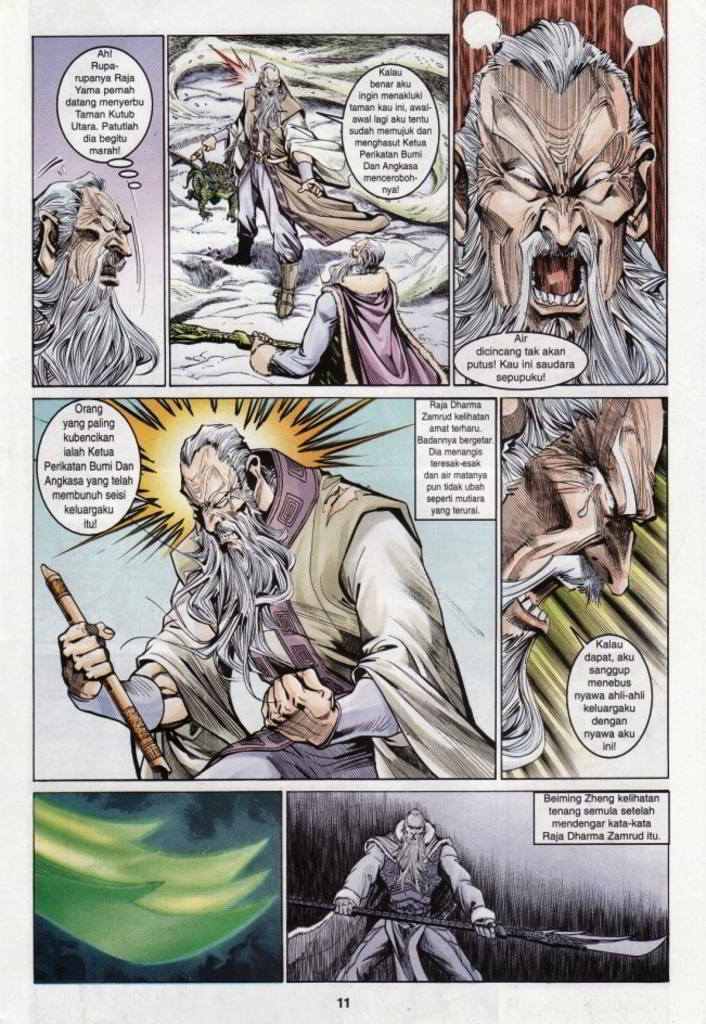 Ah!
Rupa-
rupanya Raja
Yama pernah
datang menyerbu
Taman Kutub
Utara. Patutlah
dia begitu
marah!
Kalau
benar aku
ingin menakluki
taman kau ini, awal-
awal lagi aku tentu
sudah memujuk dan
menghasut Ketua
Perikatan Bumi
Dan Angkasa
menceroboh-
nya!
Air
dicincang tak akan
putus! Kau ini saudara
sepupuku!
Orang
yang paling
kubencikan
ialah Ketua
Perikatan Bumi Dan
Angkasa yang telah
membunuh seisi
keluargaku
itu!
Raja Dharma
Zamrud kelihatan
amat terharu.
Badannya bergetar.
Dia menangis
teresak-esak
dan air matanya
pun tidak ubah
seperti mutiara
yang terurai.
Kalau
dapat, aku
sanggup
menebus
nyawa ahli-ahli
keluargaku
dengan
nyawa aku
ini!
Beiming Zheng kelihatan
tenang semula setelah
mendengar kata-kata
Raja Dharma Zamrud itu.
11